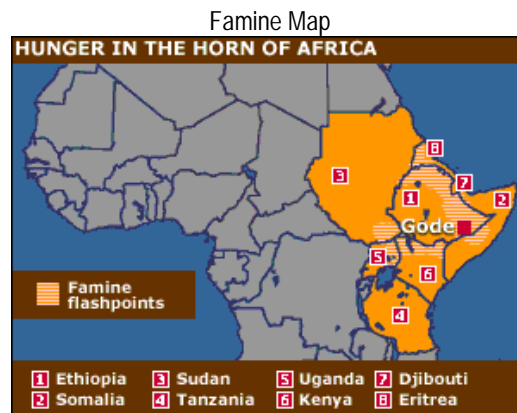 Famine Map
HUNGER IN THE HORN OF AFRICA
8
3
7
1
2
Gode
5
6
Famine
flashpoints
4
1 Ethiopia 3 Sudan 5 Uganda 7 Djibouti
2 Somalia 4 Tanzania 6 Kenya 8 Eritrea